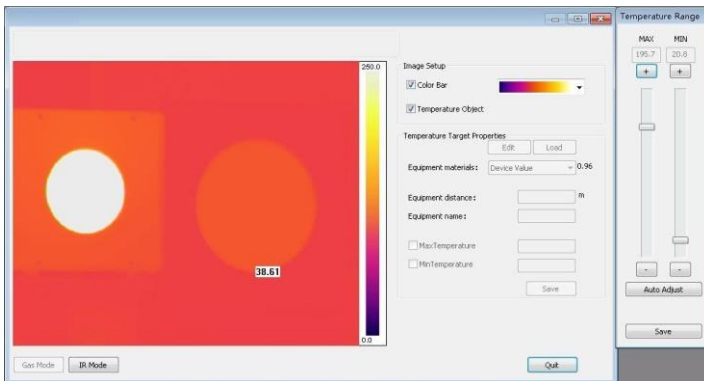 Temperature Range
MAX MIN
195.7 20.8
+ +
- -
Auto Adjust
Save
250.0
0.0
38.61
Image Setup
Color Bar
Temperature Object
Temperature Target Properties
Edit Load
Equipment materials: Device Value 0.96
Equipment distance: m
Equipment name:
MaxTemperature
MinTemperature
Save
Gas Mode IR Mode Quit